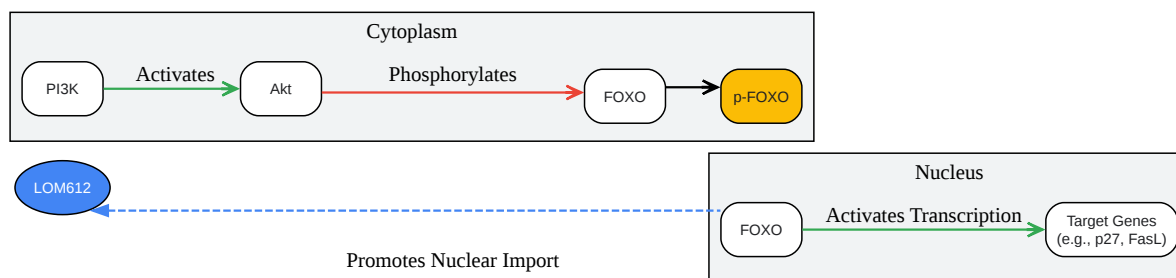 Cytoplasm
PI3K
Activates
Akt
Phosphorylates
FOXO
p-FOXO
LOM612
Nucleus
FOXO
Activates Transcription
Target Genes
(e.g., p27, FasL)
Promotes Nuclear Import